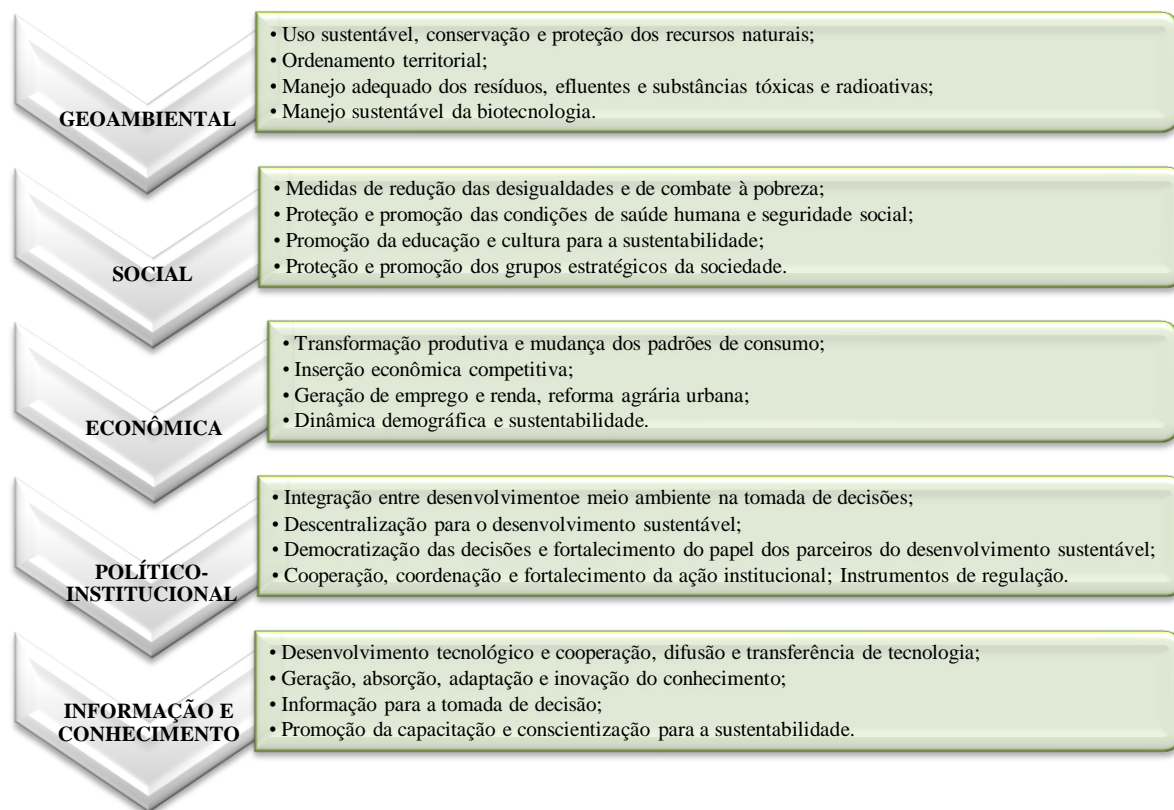 GEOAMBIENTAL
• Uso sustentável, conservação e proteção dos recursos naturais;
• Ordenamento territorial;
• Manejo adequado dos resíduos, efluentes e substâncias tóxicas e radioativas;
• Manejo sustentável da biotecnologia.
SOCIAL
• Medidas de redução das desigualdades e de combate à pobreza;
• Proteção e promoção das condições de saúde humana e seguridade social;
• Promoção da educação e cultura para a sustentabilidade;
• Proteção e promoção dos grupos estratégicos da sociedade.
ECONÔMICA
• Transformação produtiva e mudança dos padrões de consumo;
• Inserção econômica competitiva;
• Geração de emprego e renda, reforma agrária urbana;
• Dinâmica demográfica e sustentabilidade.
POLÍTICO-
INSTITUCIONAL
• Integração entre desenvolvimentoe meio ambiente na tomada de decisões;
• Descentralização para o desenvolvimento sustentável;
• Democratização das decisões e fortalecimento do papel dos parceiros do desenvolvimento sustentável;
• Cooperação, coordenação e fortalecimento da ação institucional; Instrumentos de regulação.
INFORMAÇÃO E
CONHECIMENTO
• Desenvolvimento tecnológico e cooperação, difusão e transferência de tecnologia;
• Geração, absorção, adaptação e inovação do conhecimento;
• Informação para a tomada de decisão;
• Promoção da capacitação e conscientização para a sustentabilidade.